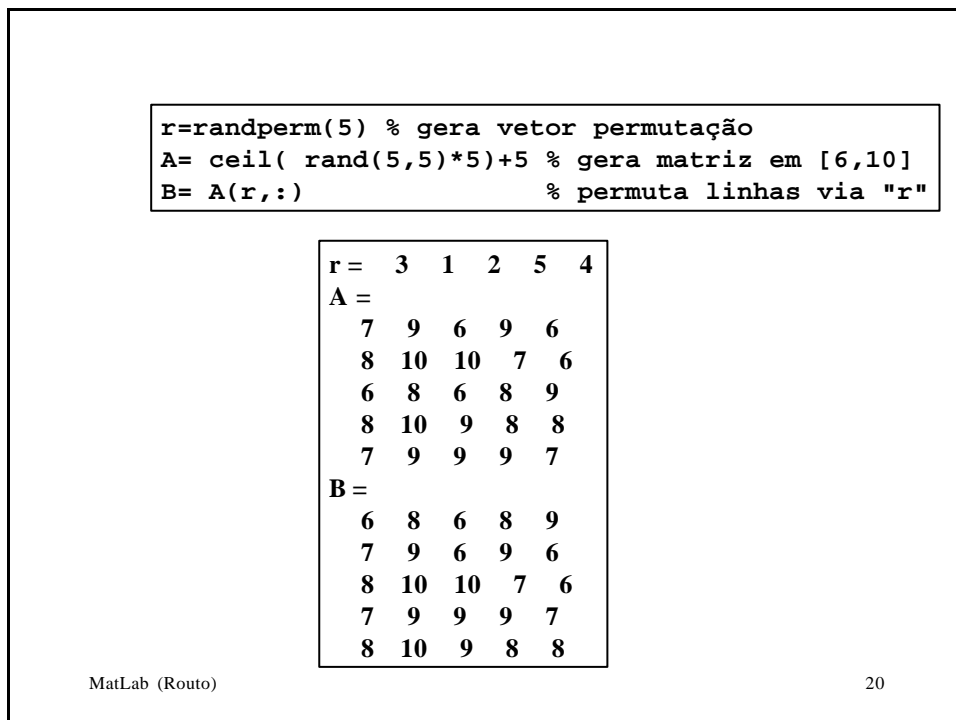 r=randperm(5) % gera vetor permutação
A= ceil( rand(5,5)*5)+5 % gera matriz em [6,10]
B= A(r,:) % permuta linhas via "r"
r = 3 1 2 5 4
A =
7 9 6 9 6
8 10 10 7 6
6 8 6 8 9
8 10 9 8 8
7 9 9 9 7
B =
6 8 6 8 9
7 9 6 9 6
8 10 10 7 6
7 9 9 9 7
8 10 9 8 8
MatLab (Routo) 20